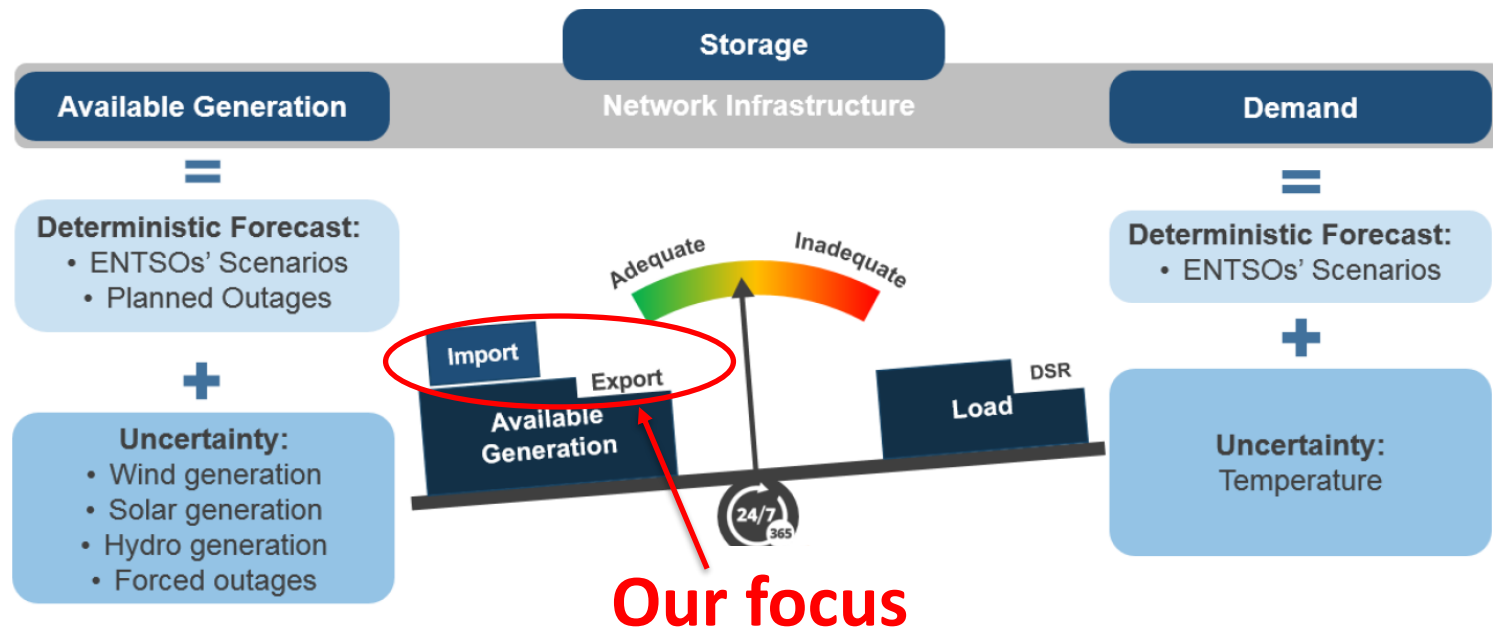 Storage
Network Infrastructure
Available Generation
=
Deterministic Forecast:
• ENTSOs’ Scenarios
• Planned Outages
+
Uncertainty:
• Wind generation
• Solar generation
• Hydro generation
• Forced outages
Adequate
Inadequate
Import
Export
Available
Generation
Load
DSR
24/7
365
Our focus
Demand
=
Deterministic Forecast:
• ENTSOs’ Scenarios
+
Uncertainty:
Temperature